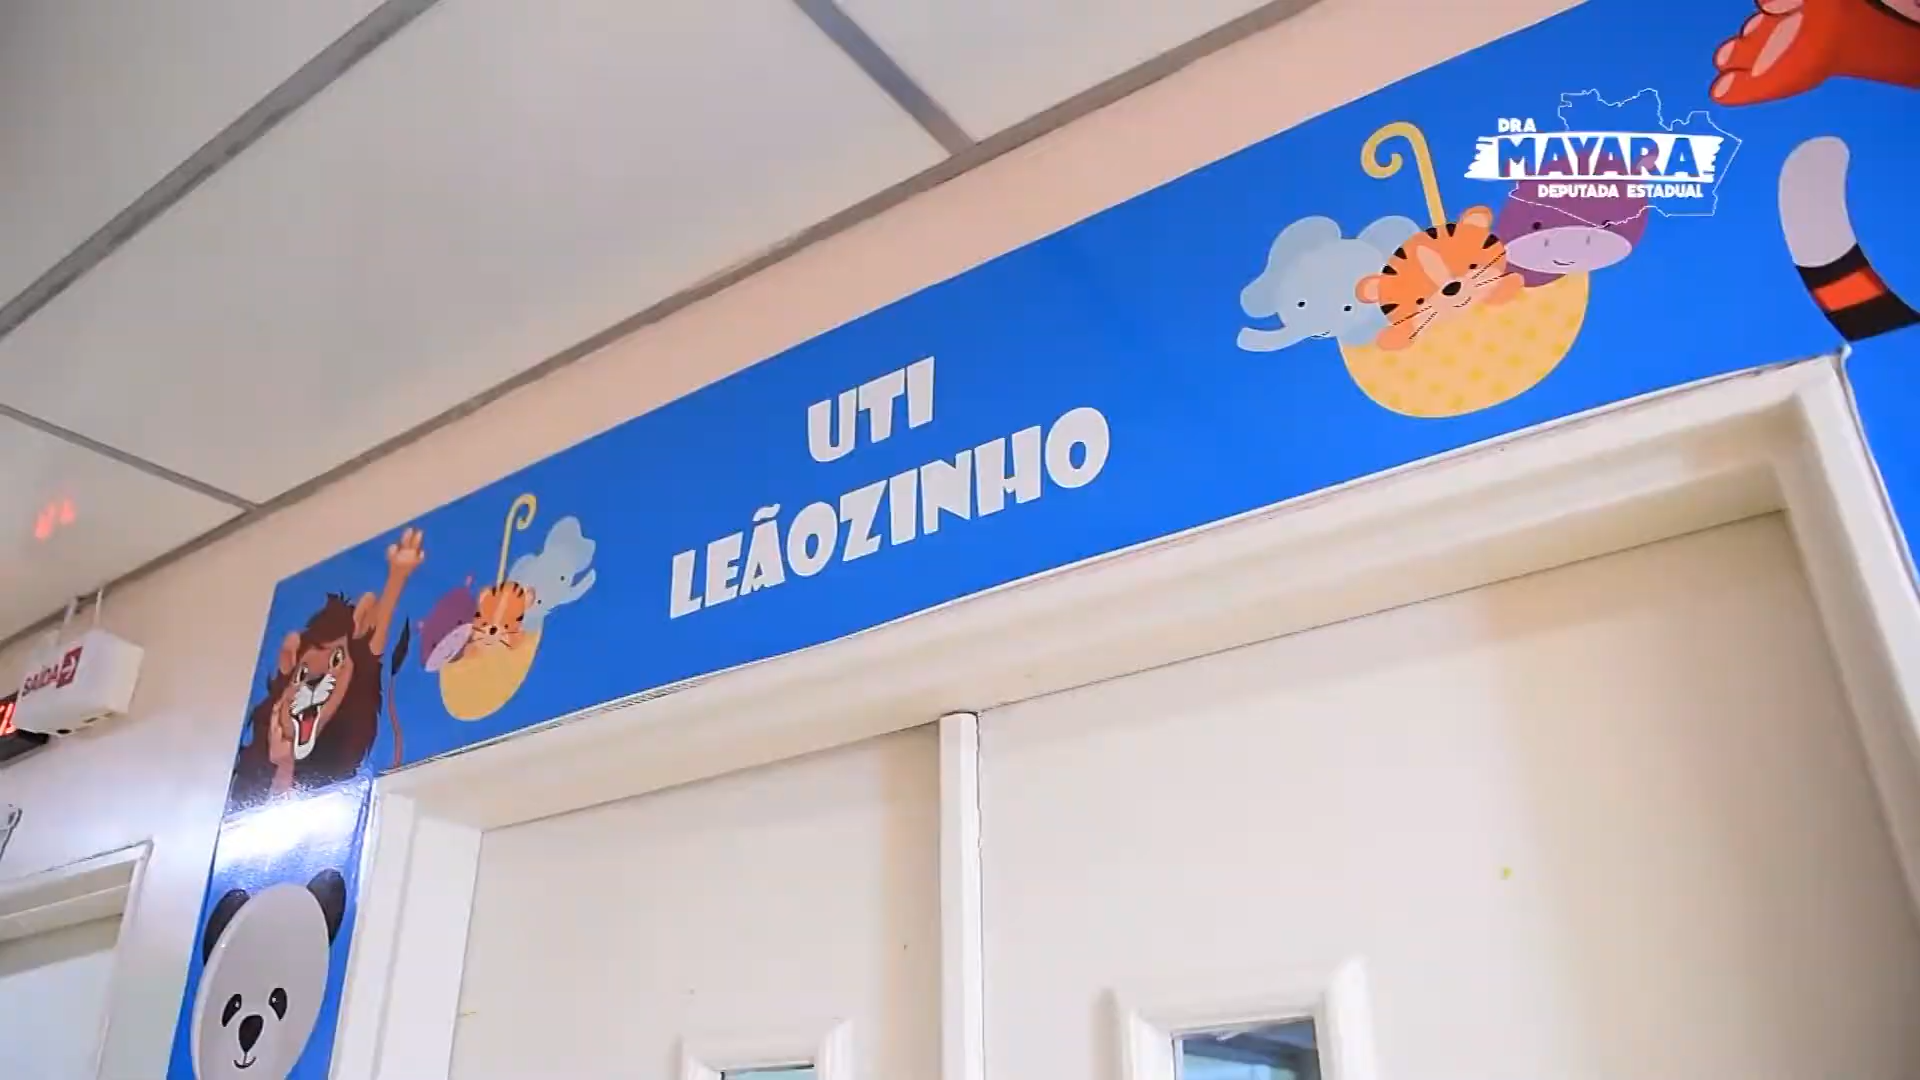 DRA
MAYARA
DEPUTADA ESTADUAL
UTI
LEÃOZINHO
SAÍDA